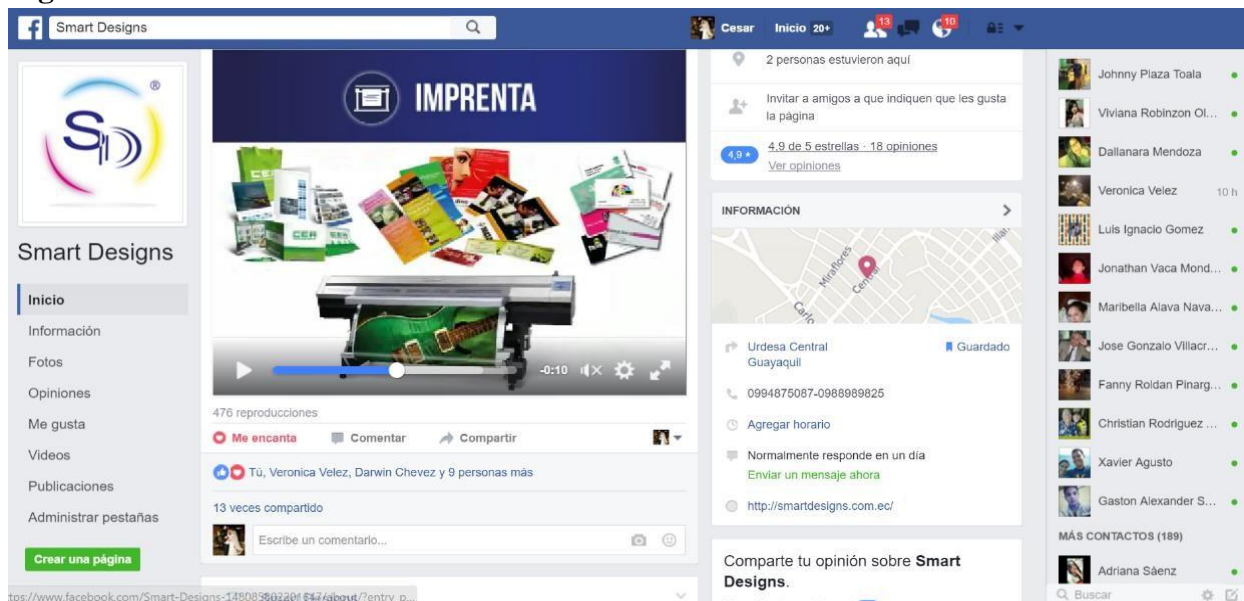 Smart Designs
Cesar
Inicio 20+
13
10
SD ®
Smart Designs
Inicio
Información
Fotos
Opiniones
Me gusta
Videos
Publicaciones
Administrar pestañas
Crear una página
IMPRENTA
CER
CER
-0:10
476 reproducciones
Me encanta
Comentar
Compartir
Tú, Veronica Velez, Darwin Chevez y 9 personas más
13 veces compartido
Escribe un comentario...
2 personas estuvieron aquí
Invitar a amigos a que indiquen que les gusta
la página
4,9 ★
4,9 de 5 estrellas · 18 opiniones
Ver opiniones
INFORMACIÓN
Miraflores
Central
Carlo
Illan
Urdesa Central
Guayaquil
Guardado
0994875087-0988989825
Agregar horario
Normalmente responde en un día
Enviar un mensaje ahora
http://smartdesigns.com.ec/
Comparte tu opinión sobre Smart
Designs.
Johnny Plaza Toala
Viviana Robinzon Ol...
Dallanara Mendoza
Veronica Velez 10 h
Luis Ignacio Gomez
Jonathan Vaca Mond...
Maribella Alava Nava...
Jose Gonzalo Villacr...
Fanny Roldan Pinarg...
Christian Rodriguez ...
Xavier Agusto
Gaston Alexander S...
MÁS CONTACTOS (189)
Adriana Sáenz
Buscar